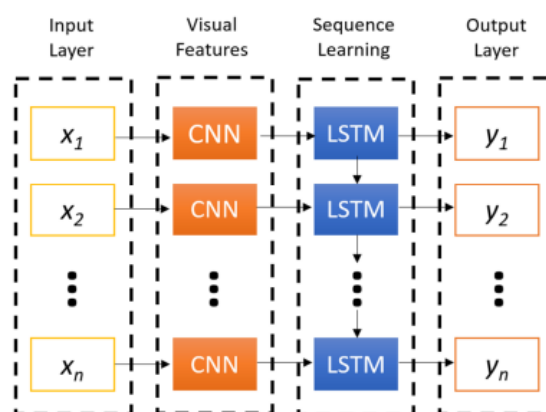 Input Layer
Visual Features
Sequence Learning
Output Layer
x1 CNN LSTM y1
x2 CNN LSTM y2
xn CNN LSTM yn